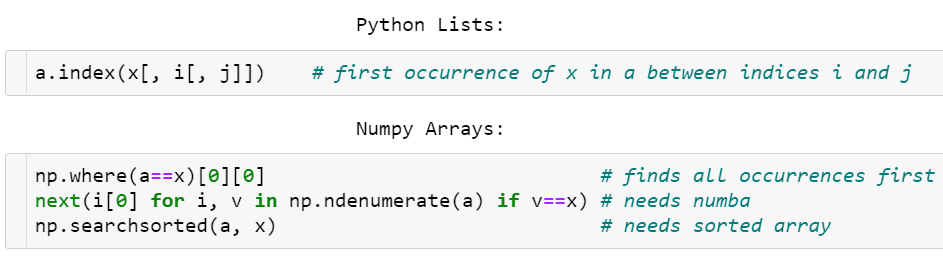 Python Lists:
a.index(x[, i[, j]])    # first occurrence of x in a between indices i and j
Numpy Arrays:
np.where(a==x)[0][0]                            # finds all occurrences first
next(i[0] for i, v in np.ndenumerate(a) if v==x) # needs numba
np.searchsorted(a, x)                           # needs sorted array